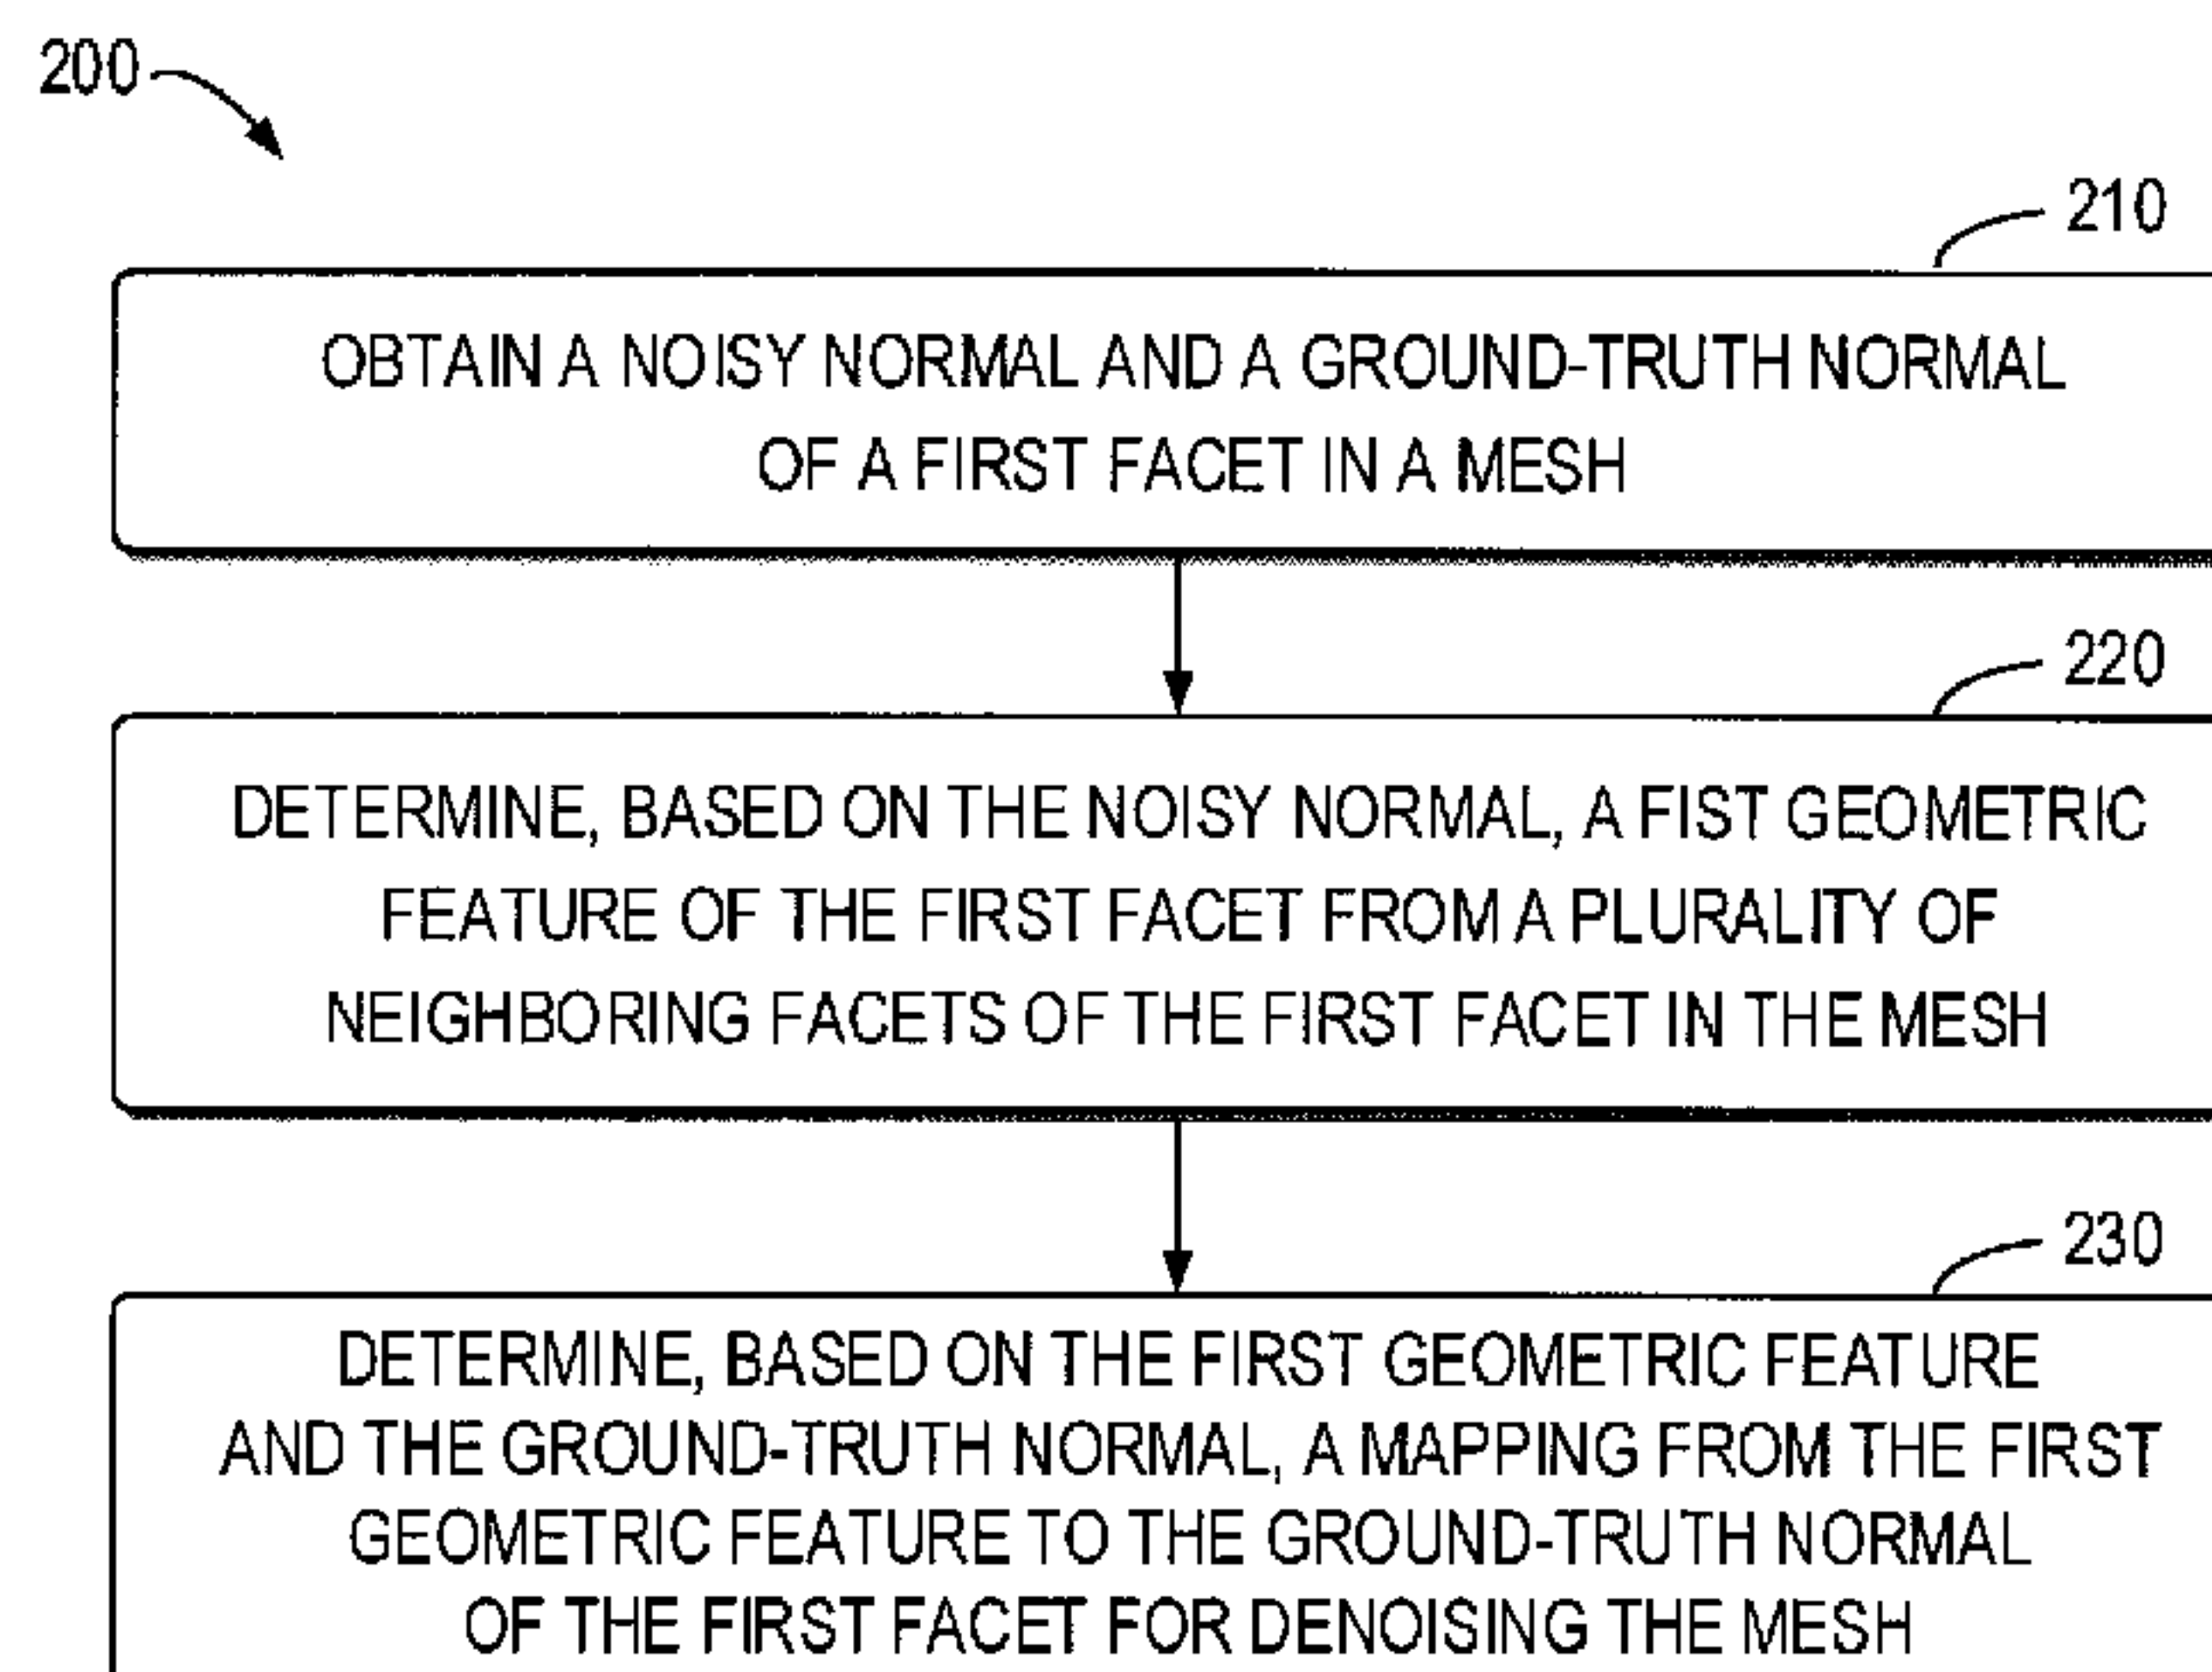 200
210
OBTAIN A NOISY NORMAL AND A GROUND-TRUTH NORMAL
OF A FIRST FACET IN A MESH
220
DETERMINE, BASED ON THE NOISY NORMAL, A FIST GEOMETRIC
FEATURE OF THE FIRST FACET FROM A PLURALITY OF
NEIGHBORING FACETS OF THE FIRST FACET IN THE MESH
230
DETERMINE, BASED ON THE FIRST GEOMETRIC FEATURE
AND THE GROUND-TRUTH NORMAL, A MAPPING FROM THE FIRST
GEOMETRIC FEATURE TO THE GROUND-TRUTH NORMAL
OF THE FIRST FACET FOR DENOISING THE MESH